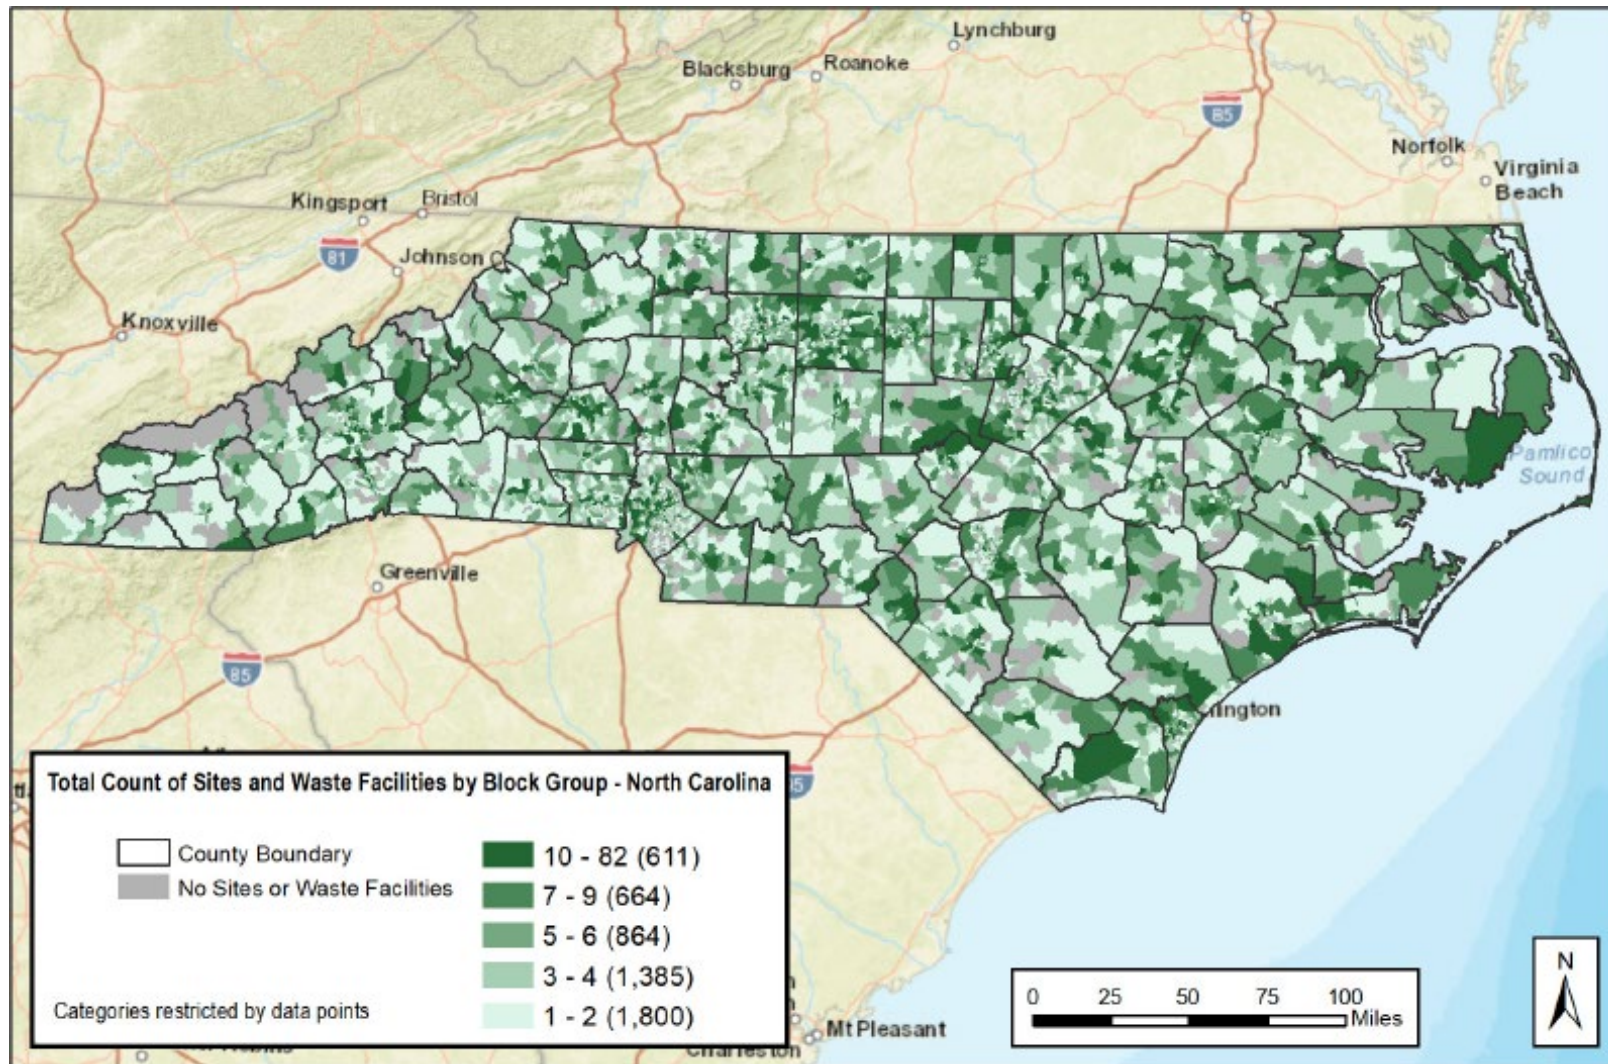 Lynchburg
Blacksburg
Roanoke
85
Norfolk
Virginia
Beach
Kingsport
Bristol
81
Johnson C
Knoxville
Pamlico
Sound
Greenville
85
ington
Total Count of Sites and Waste Facilities by Block Group - North Carolina
County Boundary
No Sites or Waste Facilities
10 - 82 (611)
7 - 9 (664)
5 - 6 (864)
3 - 4 (1,385)
1 - 2 (1,800)
Categories restricted by data points
0 25 50 75 100
Miles
N
Mt Pleasant
Charleston